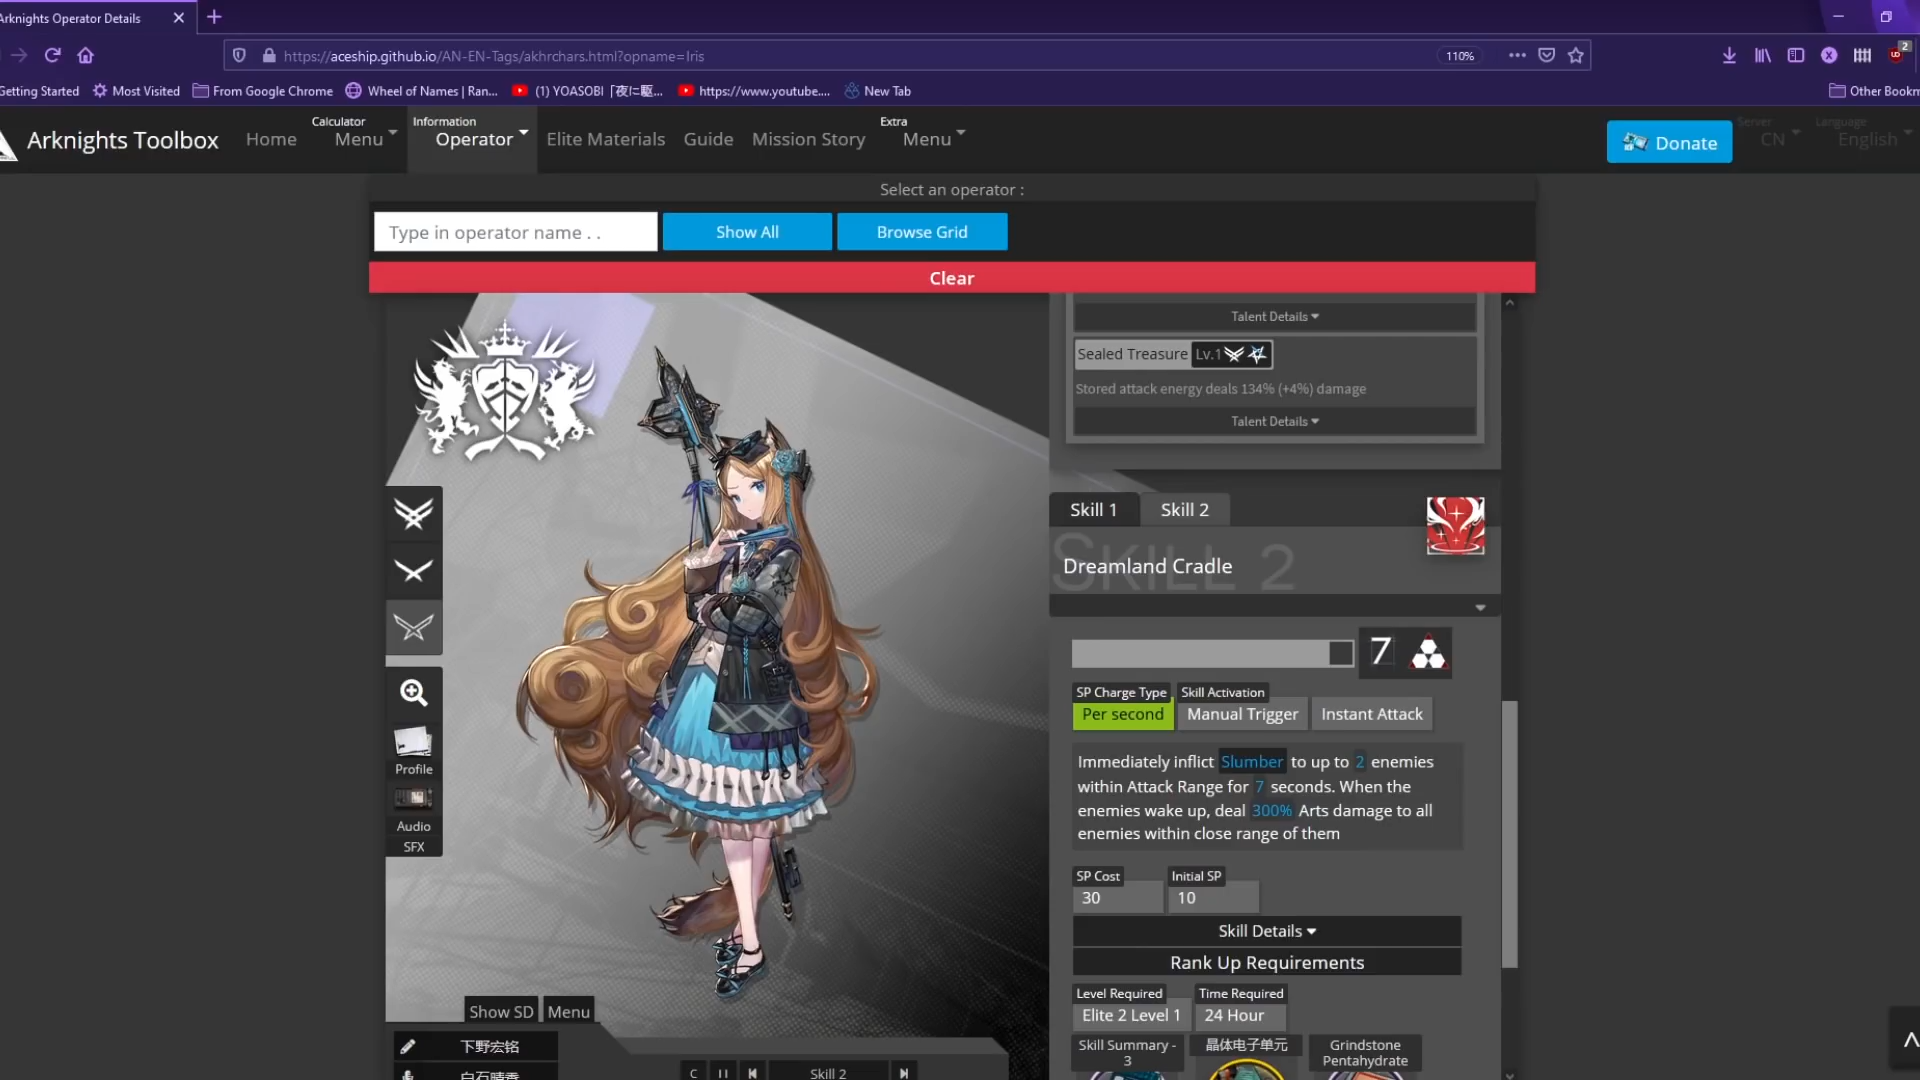 Arknights Operator Details
https://aceship.github.io/AN-EN-Tags/akhrchars.html?opname=Iris
110%
2
Getting Started
Most Visited
From Google Chrome
Wheel of Names | Ran...
(1) YOASOBI「夜に駆...
https://www.youtube....
New Tab
Other Bookm
Arknights Toolbox
Home
Calculator
Menu
Information
Operator
Elite Materials
Guide
Mission Story
Extra
Menu
Donate
Server
CN
Language
English
Select an operator :
Type in operator name . .
Show All
Browse Grid
Clear
Talent Details
Sealed Treasure Lv.1
Stored attack energy deals 134% (+4%) damage
Talent Details
Skill 1
Skill 2
SKILL 2
Dreamland Cradle
7
SP Charge Type
Skill Activation
Per second
Manual Trigger
Instant Attack
Immediately inflict Slumber to up to 2 enemies
within Attack Range for 7 seconds. When the
enemies wake up, deal 300% Arts damage to all
enemies within close range of them
SP Cost
Initial SP
30
10
Skill Details
Rank Up Requirements
Level Required
Time Required
Elite 2 Level 1
24 Hour
Skill Summary -
3
晶体电子单元
Grindstone
Pentahydrate
Profile
Audio
SFX
Show SD
Menu
下野宏铭
白石晴香
C
Skill 2